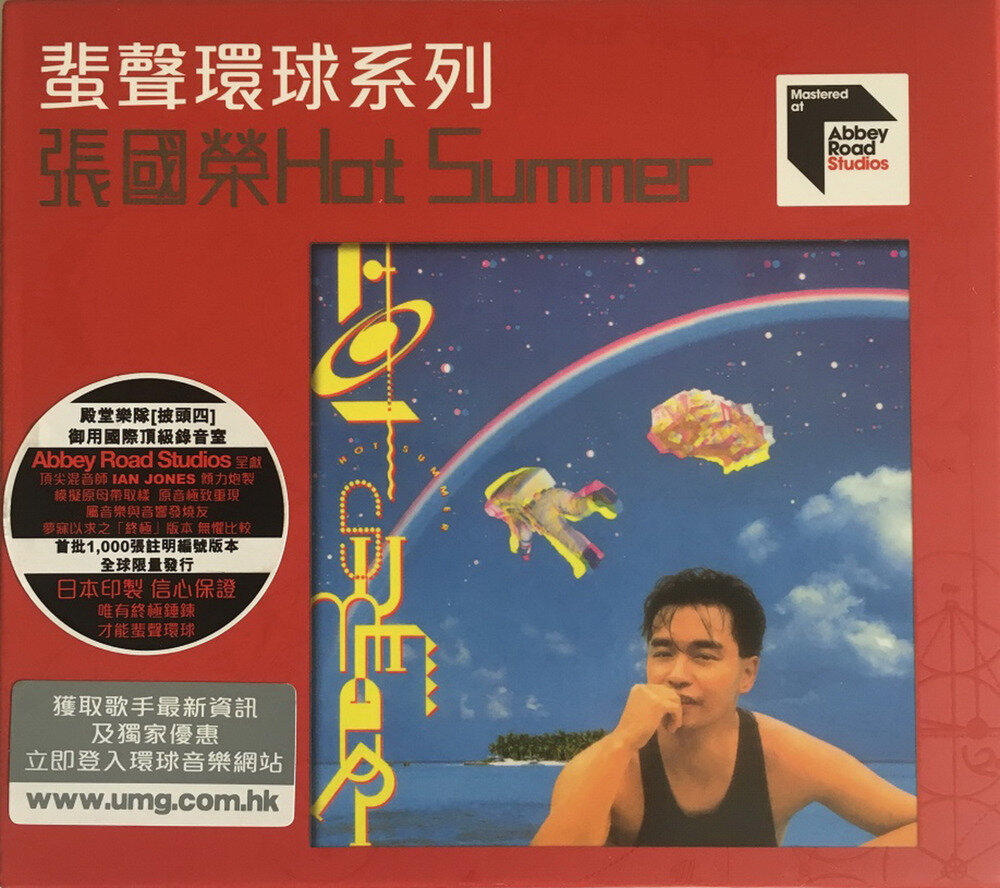 蜚聲環球系列
張國榮Hot Summer
Mastered
at
Abbey
Road
Studios
HOT SUMMER
HOT SUMMER
殿堂樂隊[披頭四]
御用國際頂級錄音室
Abbey Road Studios 呈獻
頂尖混音師 IAN JONES 傾力炮製
模擬原母帶取樣 原音極致重現
屬音樂與音響發燒友
夢寐以求之「終極」版本 無懼比較
首批1,000張註明編號版本
全球限量發行
日本印製 信心保證
唯有終極錘鍊
才能蜚聲環球
獲取歌手最新資訊
及獨家優惠
立即登入環球音樂網站
www.umg.com.hk